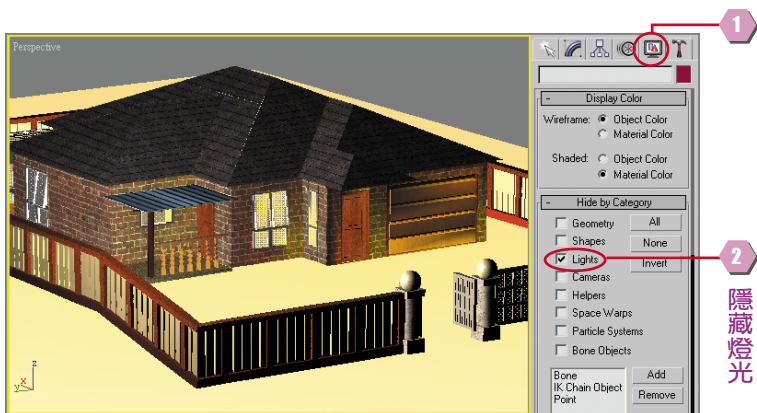 1
Perspective
- Display Color
Wireframe: Object Color
Material Color
Shaded: Object Color
Material Color
- Hide by Category
Geometry All
Shapes None
Lights Invert
Cameras
Helpers
Space Warps
Particle Systems
Bone Objects
Bone Add
IK Chain Object
Point Remove
2
隱藏燈光
z
x
y